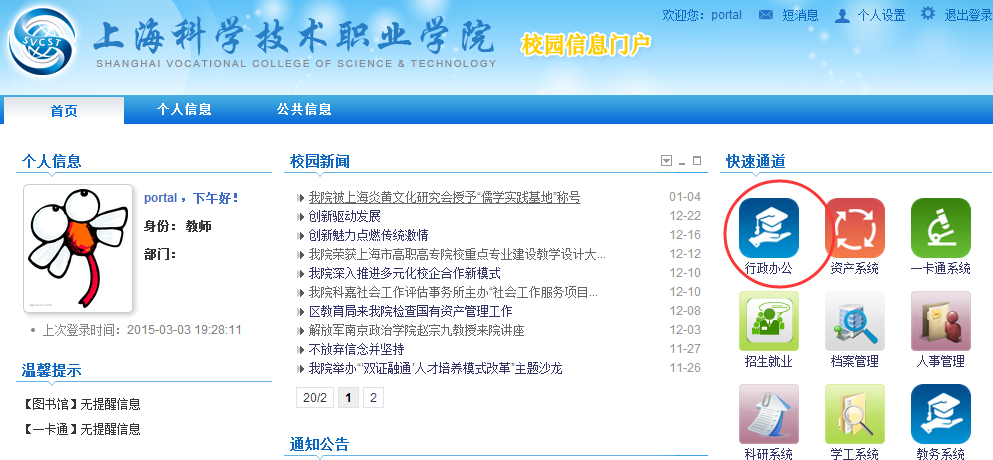 欢迎您: portal 短消息 个人设置 退出登录
SVCST
上海科学技术职业学院
SHANGHAI VOCATIONAL COLLEGE OF SCIENCE & TECHNOLOGY
校园信息门户
首页 个人信息 公共信息
个人信息
portal ，下午好！
身份： 教师
部门：
上次登录时间：2015-03-03 19:28:11
温馨提示
【图书馆】无提醒信息
【一卡通】无提醒信息
校园新闻
我院被上海炎黄文化研究会授予“儒学实践基地”称号 01-04
创新驱动发展 12-22
创新魅力点燃传统激情 12-16
我院荣获上海市高职高专院校重点专业建设教学设计大... 12-12
我院深入推进多元化校企合作新模式 12-10
我院科嘉社会工作评估事务所主办“社会工作服务项目... 12-10
区教育局来我院检查国有资产管理工作 12-08
解放军南京政治学院赵宗九教授来院讲座 12-03
不放弃信念并坚持 11-27
我院举办“‘双证融通’人才培养模式改革”主题沙龙 11-26
20/2 1 2
通知公告
快速通道
行政办公 资产系统 一卡通系统
招生就业 档案管理 人事管理
科研系统 学工系统 教务系统